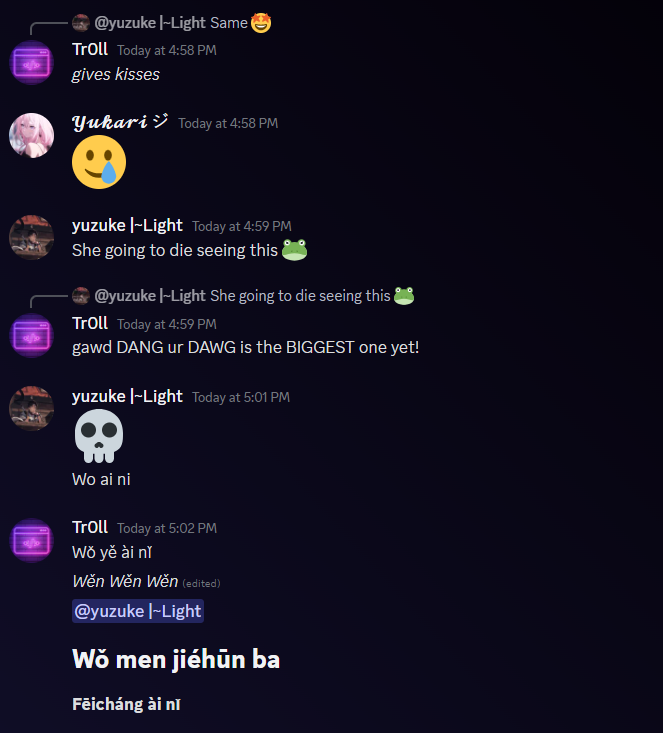 @yuzuke |~Light Same 🤩
Tr0ll Today at 4:58 PM
gives kisses
𝓨𝓾𝓴𝓪𝓻𝓲 ジ Today at 4:58 PM
🥲
yuzuke |~Light Today at 4:59 PM
She going to die seeing this 🐸
@yuzuke |~Light She going to die seeing this 🐸
Tr0ll Today at 4:59 PM
gawd DANG ur DAWG is the BIGGEST one yet!
yuzuke |~Light Today at 5:01 PM
💀
Wo ai ni
Tr0ll Today at 5:02 PM
Wǒ yě ài nǐ
Wěn Wěn Wěn (edited)
@yuzuke |~Light
Wǒ men jiéhūn ba
Fēicháng ài nǐ